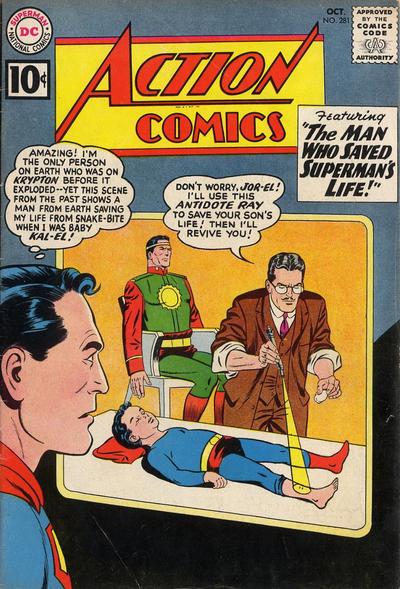 SUPERMAN
DC
NATIONAL COMICS
10¢
ACTION
COMICS
OCT.
NO. 281
APPROVED
BY THE
COMICS
CODE
CA
AUTHORITY
Featuring
"The MAN
WHO SAVED
SUPERMAN'S
LIFE!"
AMAZING! I'M
THE ONLY PERSON
ON EARTH WHO WAS ON
KRYPTON BEFORE IT
EXPLODED--YET THIS SCENE
FROM THE PAST SHOWS A
MAN FROM EARTH SAVING
MY LIFE FROM SNAKE-BITE
WHEN I WAS BABY
KAL-EL!
DON'T WORRY, JOR-EL!
I'LL USE THIS
ANTIDOTE RAY
TO SAVE YOUR SON'S
LIFE! THEN I'LL
REVIVE YOU!